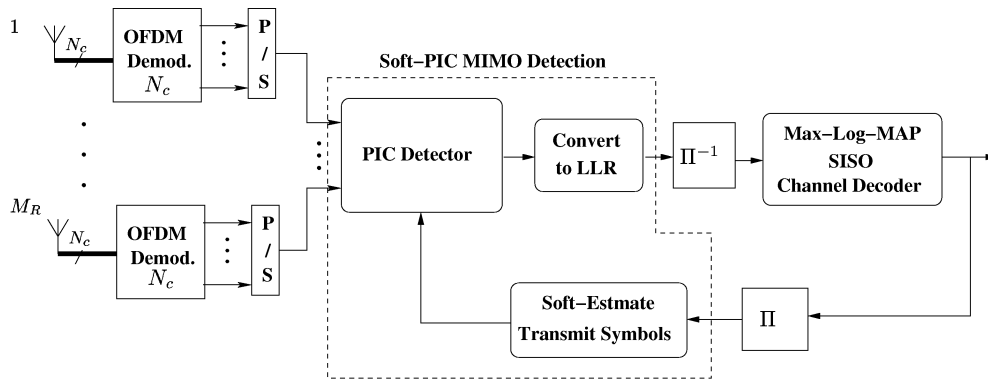 1
N_c
OFDM
Demod.
N_c
P
/
S
Soft-PIC MIMO Detection
PIC Detector
Convert
to LLR
Π⁻¹
Max-Log-MAP
SISO
Channel Decoder
M_R
N_c
OFDM
Demod.
N_c
P
/
S
Soft-Estmate
Transmit Symbols
Π